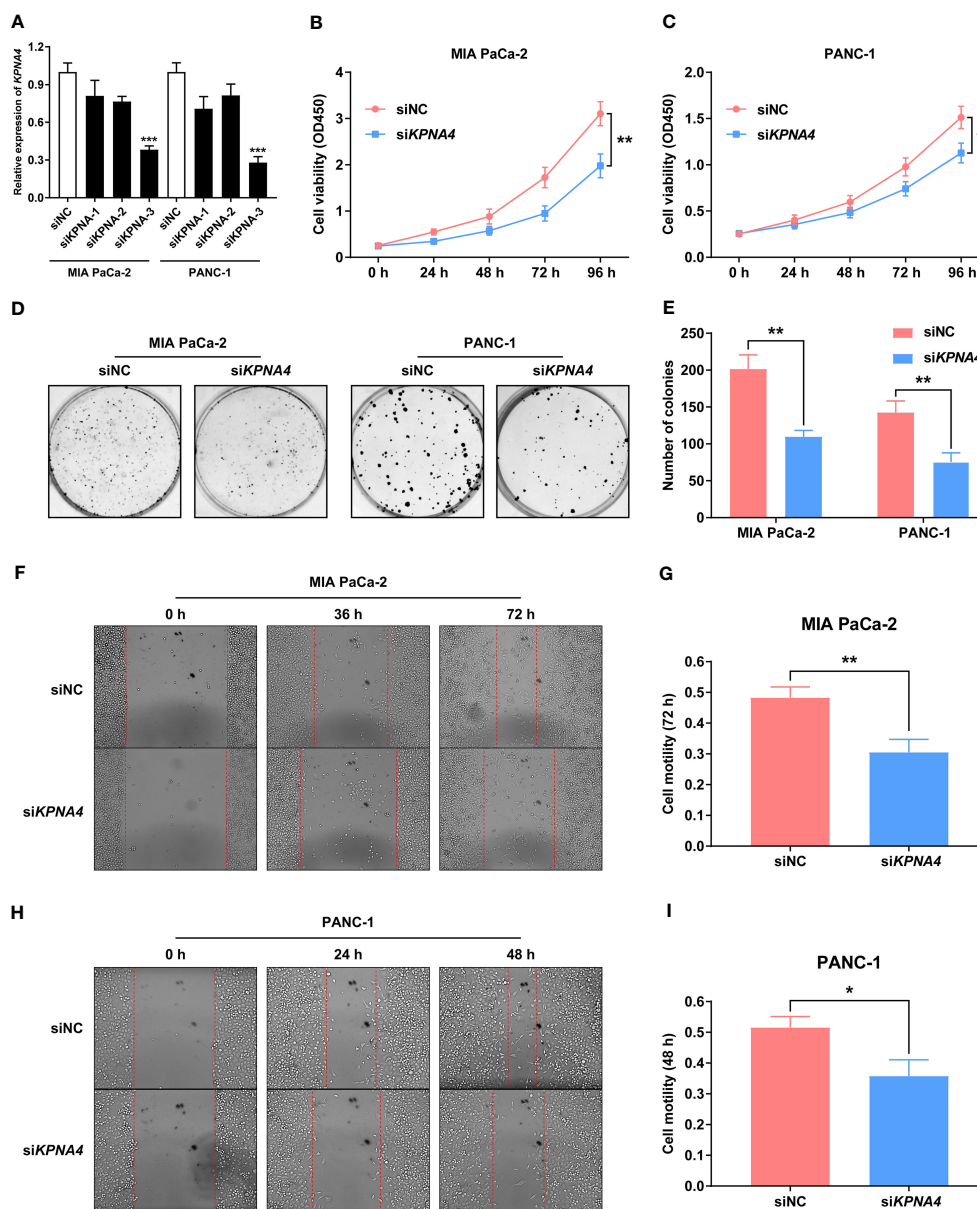 A
Relative expression of KPNA4
1.2
0.9
0.6
0.3
0.0
***
***
siNC
siKPNA-1
siKPNA-2
siKPNA-3
siNC
siKPNA-1
siKPNA-2
siKPNA-3
MIA PaCa-2
PANC-1
B
MIA PaCa-2
Cell viability (OD450)
4
3
2
1
0
siNC
siKPNA4
**
0 h
24 h
48 h
72 h
96 h
C
PANC-1
Cell viability (OD450)
2.0
1.5
1.0
0.5
0.0
siNC
siKPNA4
0 h
24 h
48 h
72 h
96 h
D
MIA PaCa-2
PANC-1
siNC
siKPNA4
siNC
siKPNA4
E
Number of colonies
250
200
150
100
50
0
siNC
siKPNA4
**
**
MIA PaCa-2
PANC-1
F
MIA PaCa-2
0 h
36 h
72 h
siNC
siKPNA4
G
MIA PaCa-2
Cell motility (72 h)
0.6
0.5
0.4
0.3
0.2
0.1
0.0
**
siNC
siKPNA4
H
PANC-1
0 h
24 h
48 h
siNC
siKPNA4
I
PANC-1
Cell motility (48 h)
0.6
0.5
0.4
0.3
0.2
0.1
0.0
*
siNC
siKPNA4